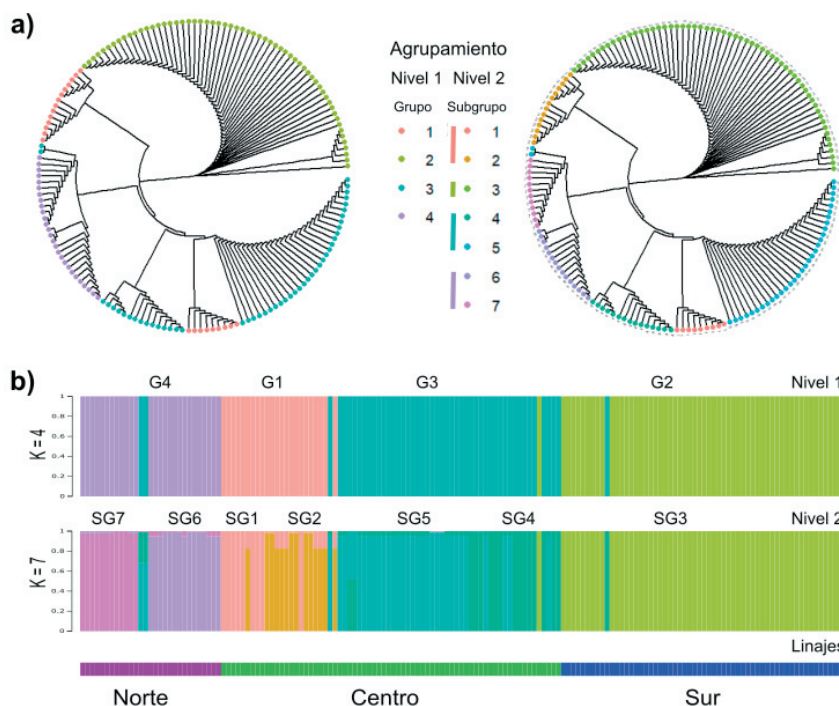 a)
Agrupamiento
Nivel 1 Nivel 2
Grupo Subgrupo
1 1
2 2
3 3
4 4
5
6
7
b)
G4 G1 G3 G2 Nivel 1
K = 4
1
0.8
0.6
0.4
0.2
0
SG7 SG6 SG1 SG2 SG5 SG4 SG3 Nivel 2
K = 7
1
0.8
0.6
0.4
0.2
0
Linajes
Norte Centro Sur